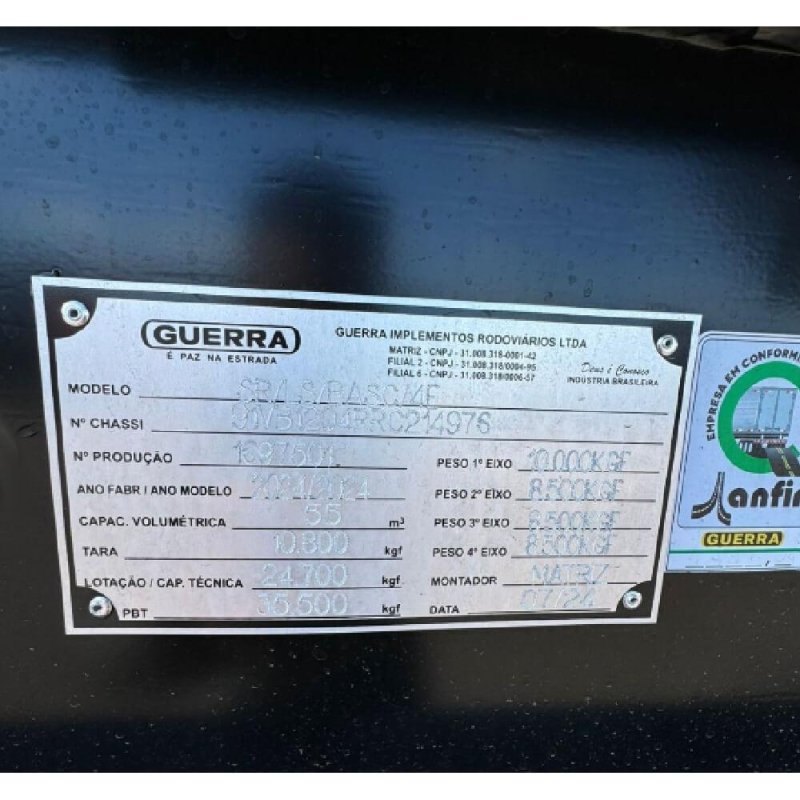 GUERRA
É PAZ NA ESTRADA
GUERRA IMPLEMENTOS RODOVIÁRIOS LTDA
MATRIZ - CNPJ - 31.008.318-0001-42
FILIAL 2 - CNPJ - 31.008.318/0004-95
FILIAL 6 - CNPJ - 31.008.318/0006-57
Deus é Conosco
INDÚSTRIA BRASILEIRA
MODELO
Nº CHASSI
Nº PRODUÇÃO
ANO FABR / ANO MODELO 2024/2024
CAPAC. VOLUMÉTRICA 55 m³
TARA 10.800 kgf
LOTAÇÃO / CAP. TÉCNICA 24.700 kgf
PBT 35.500 kgf
PESO 1º EIXO 10.000KGF
PESO 2º EIXO 8.500KGF
PESO 3º EIXO 8.500KGF
PESO 4º EIXO 8.500KGF
MONTADOR MATRIZ
DATA 07/24
EMPRESA EM CONFORMI
anfir
GUERRA